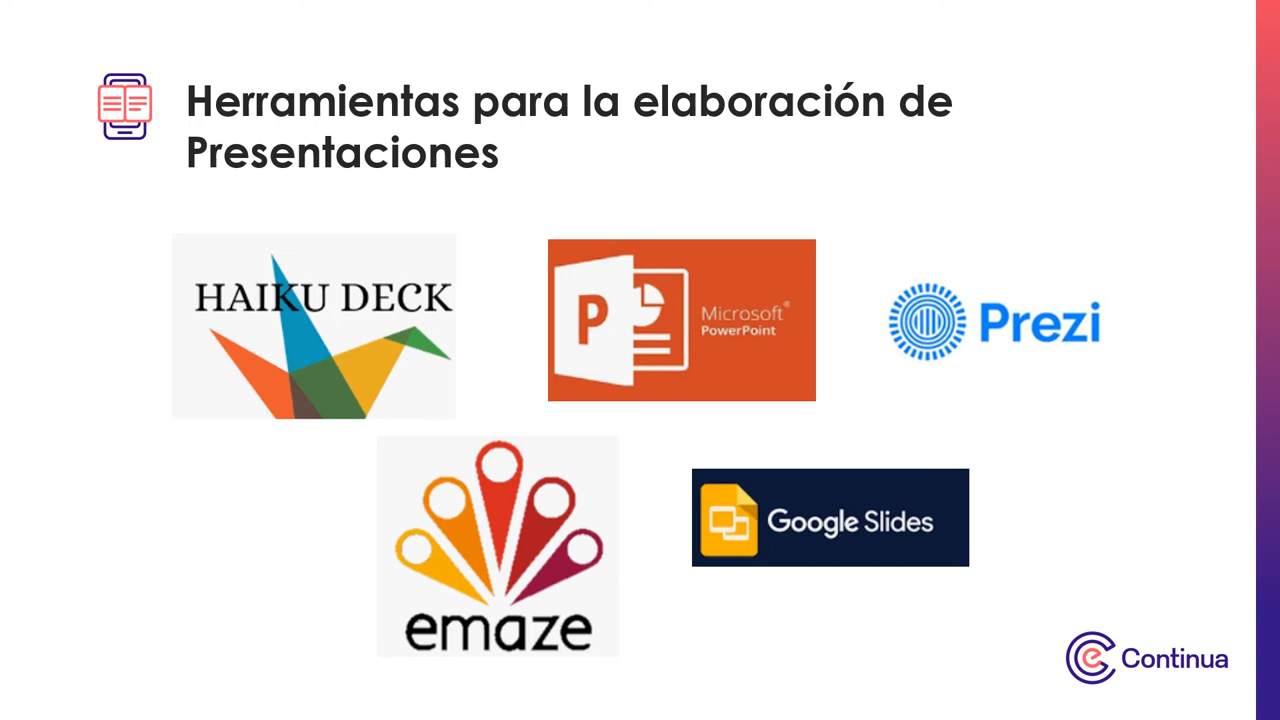 Herramientas para la elaboración de
Presentaciones
HAIKU DECK
P
Microsoft®
PowerPoint
Prezi
emaze
Google Slides
e Continua